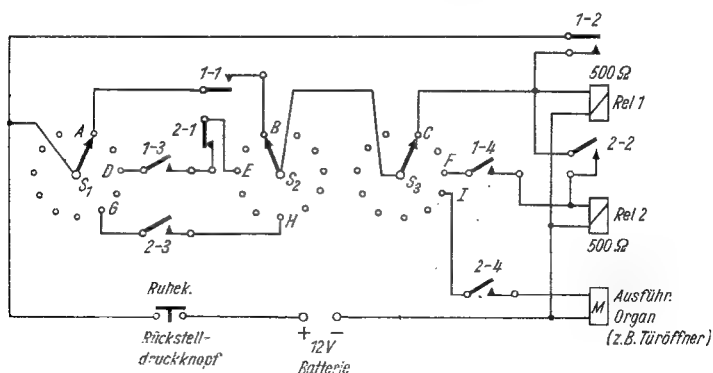 1-2
1-1
500 Ω
Rel 1
A
2-1
B
C
1-3
1-4
2-2
D
E
F
S1
S2
S3
I
G
H
2-3
Rel 2
500 Ω
2-4
Ruhek.
M
Ausführ.
Organ
(z.B. Türöffner)
Rückstell-
druckknopf
+ −
12V
Batterie